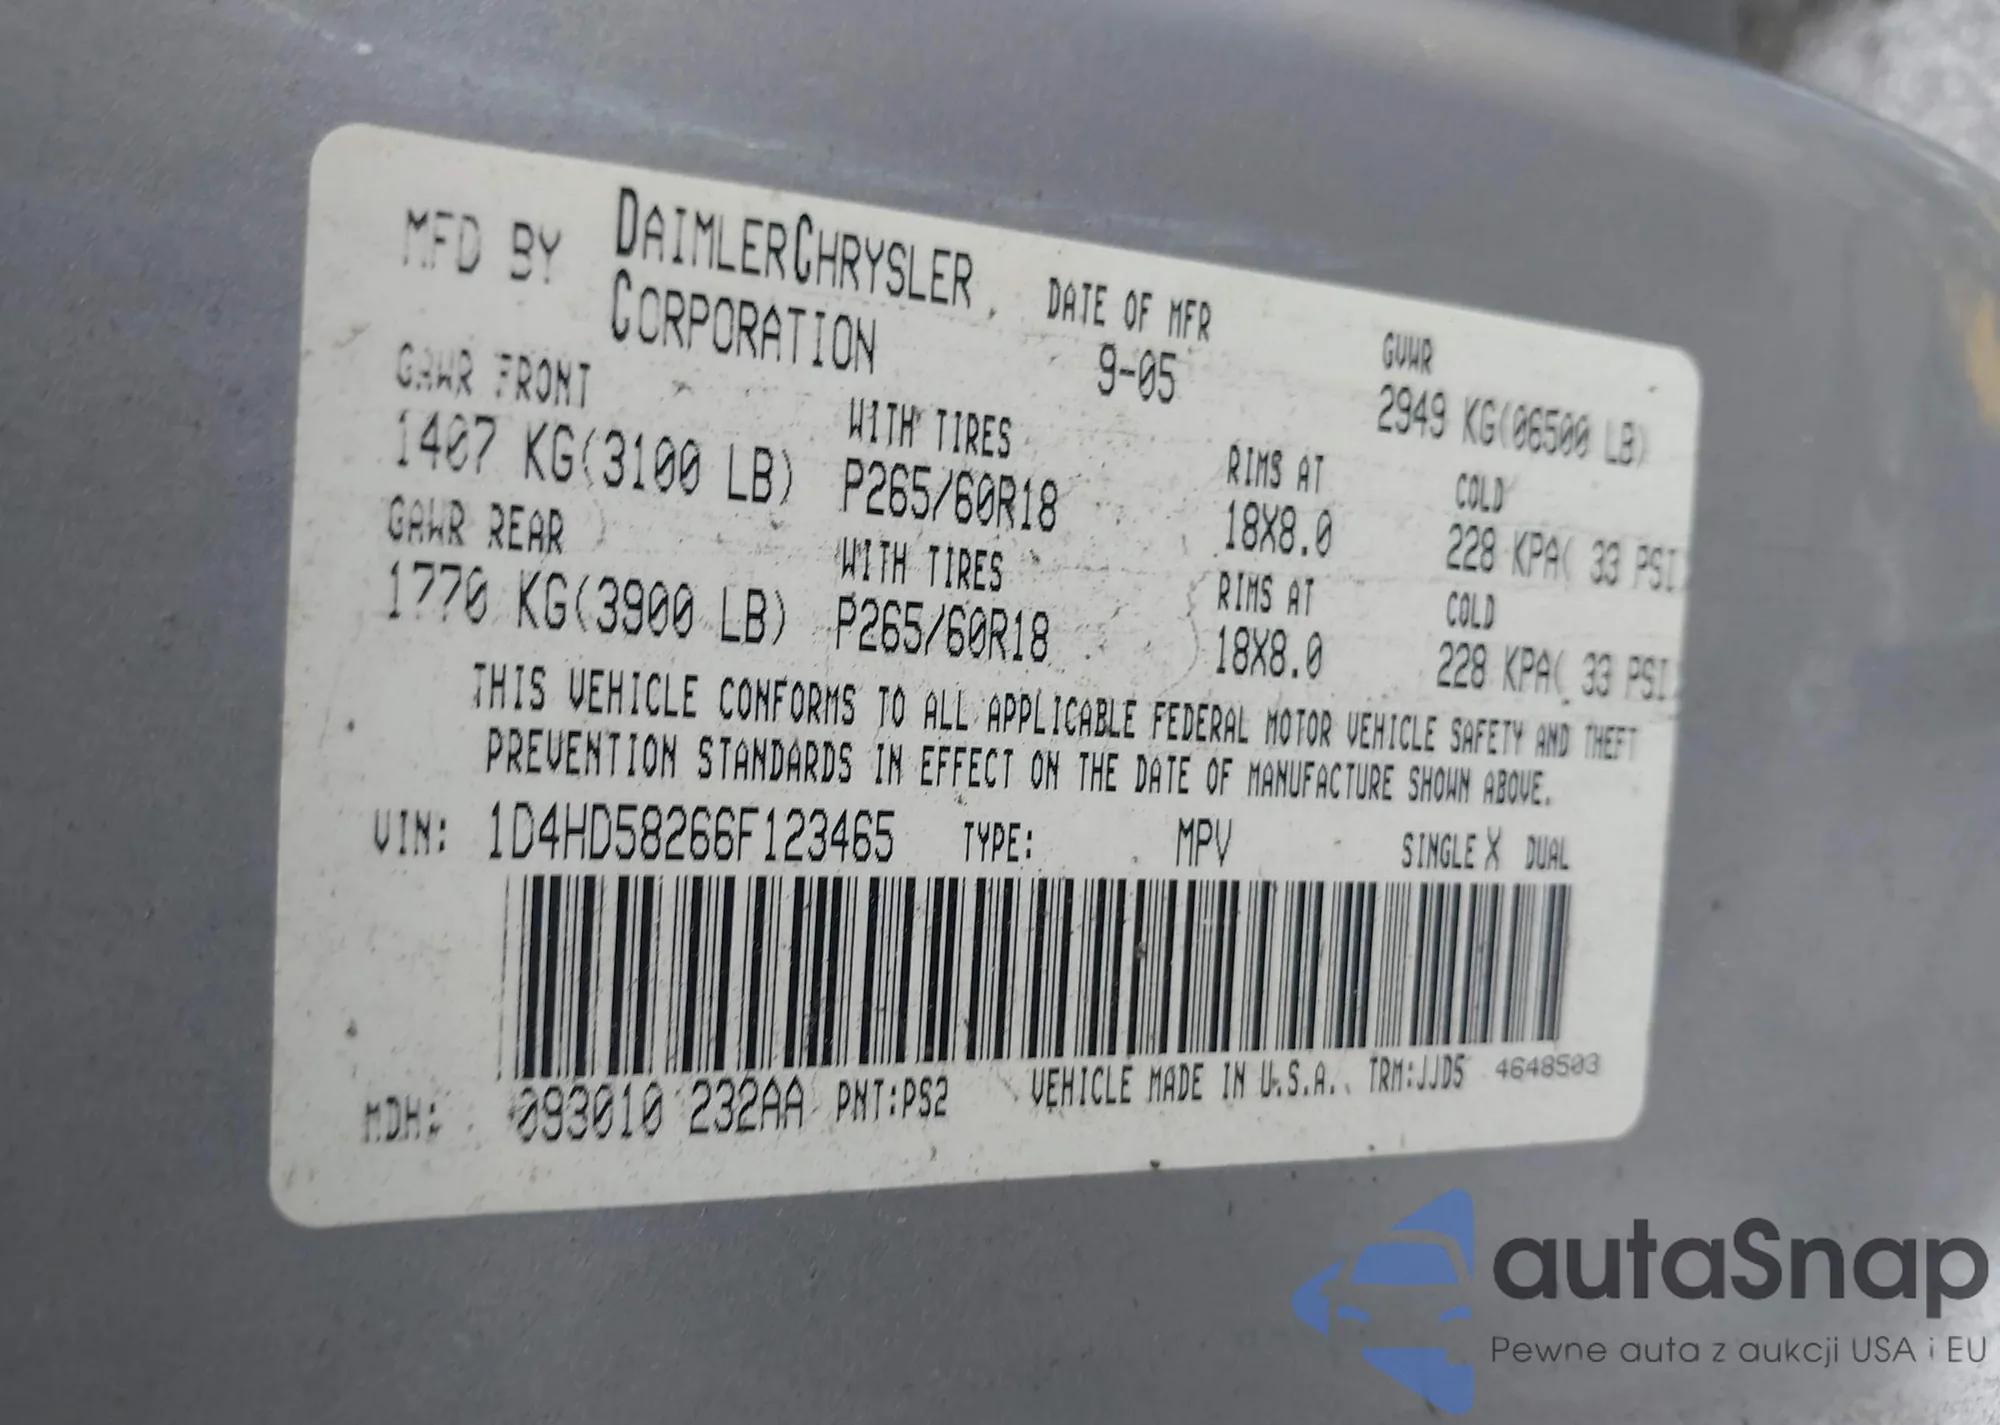 MFD BY DAIMLERCHRYSLER CORPORATION DATE OF MFR 9-05 GVWR 2949 KG(06500 LB)
GAWR FRONT WITH TIRES RIMS AT COLD
1407 KG(3100 LB) P265/60R18 18X8.0 228 KPA( 33 PSI)
GAWR REAR WITH TIRES RIMS AT COLD
1770 KG(3900 LB) P265/60R18 18X8.0 228 KPA( 33 PSI)
THIS VEHICLE CONFORMS TO ALL APPLICABLE FEDERAL MOTOR VEHICLE SAFETY AND THEFT
PREVENTION STANDARDS IN EFFECT ON THE DATE OF MANUFACTURE SHOWN ABOVE.
VIN: 1D4HD58266F123465 TYPE: MPV SINGLE X DUAL
MDH: 093010 232AA PNT:PS2 VEHICLE MADE IN U.S.A. TRM:JJD5 4648503
autaSnap
Pewne auta z aukcji USA i EU